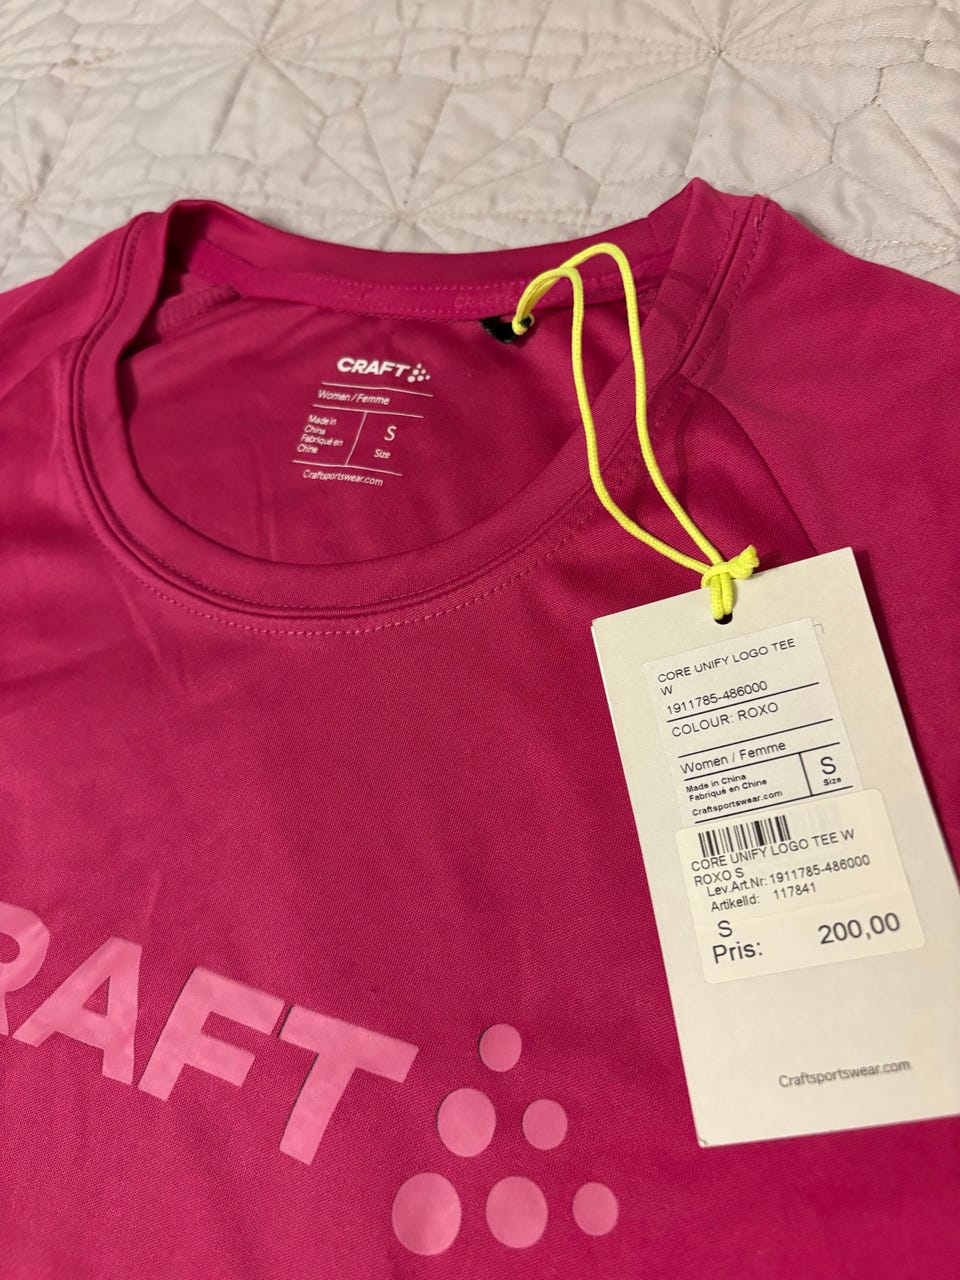 CRAFT
Women / Femme
Made in
China
Fabriqué en
Chine
S
Size
Craftsportswear.com
CORE UNIFY LOGO TEE
W
1911785-486000
COLOUR: ROXO
Women / Femme
Made in China
Fabriqué en Chine
S
Size
Craftsportswear.com
CORE UNIFY LOGO TEE W
ROXO S
Lev.Art.Nr: 1911785-486000
ArtikelId: 117841
S
Pris: 200,00
Craftsportswear.com
RAFT